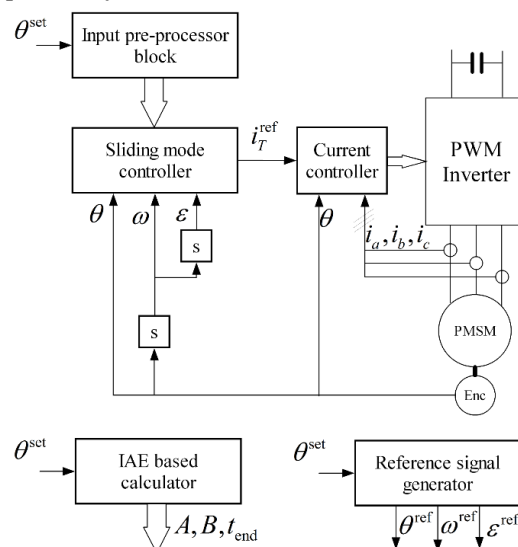 θ^set
Input pre-processor
block
Sliding mode
controller
i_T^ref
Current
controller
PWM
Inverter
θ
ω
ε
θ
i_a, i_b, i_c
s
s
PMSM
Enc
θ^set
IAE based
calculator
A, B, t_end
θ^set
Reference signal
generator
θ^ref
ω^ref
ε^ref